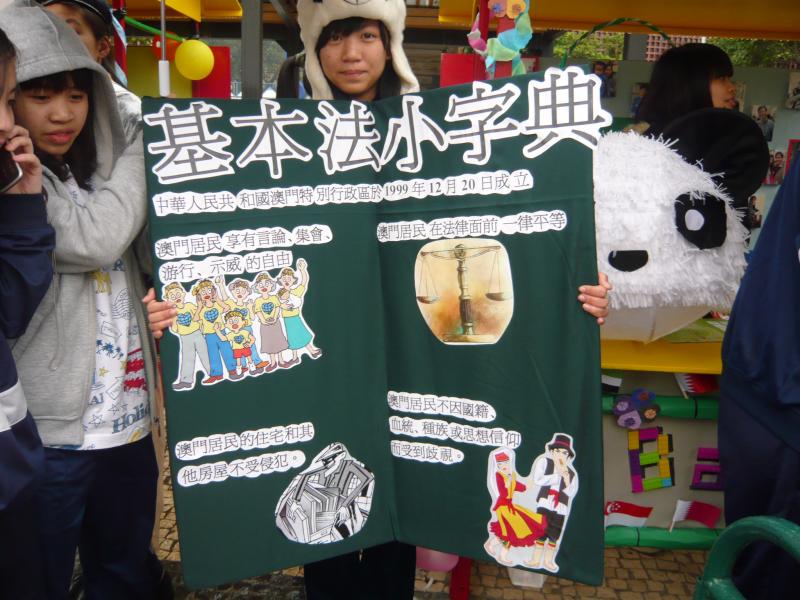 基本法小字典
中華人民共和國澳門特別行政區於1999年12月20日成立
澳門居民享有言論、集會、
游行、示威的自由
澳門居民在法律面前一律平等
澳門居民的住宅和其
他房屋不受侵犯。
澳門居民不因國籍、
血統、種族或思想信仰
而受到歧視。